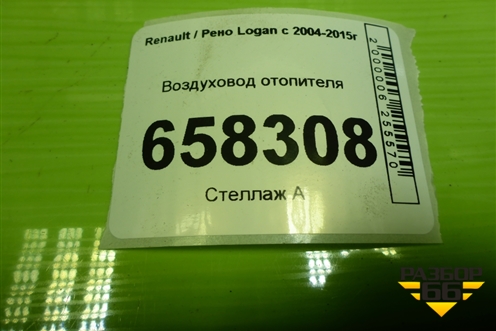 Renault / Рено Logan с 2004-2015г
Воздуховод отопителя
658308
Стеллаж А
2000006255570
РАЗБОР
66